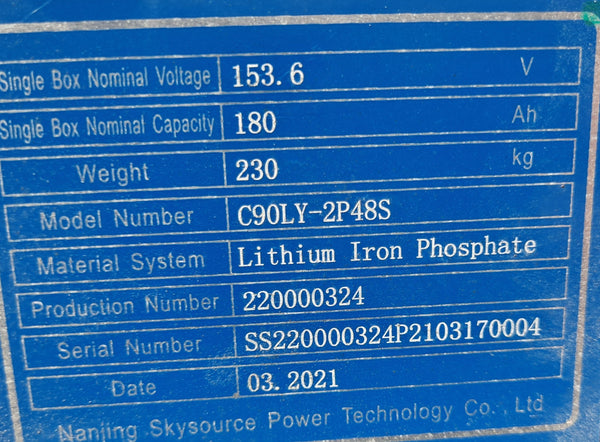 Single Box Nominal Voltage 153.6 V
Single Box Nominal Capacity 180 Ah
Weight 230 kg
Model Number C90LY-2P48S
Material System Lithium Iron Phosphate
Production Number 220000324
Serial Number SS220000324P2103170004
Date 03.2021
Nanjing Skysource Power Technology Co., Ltd